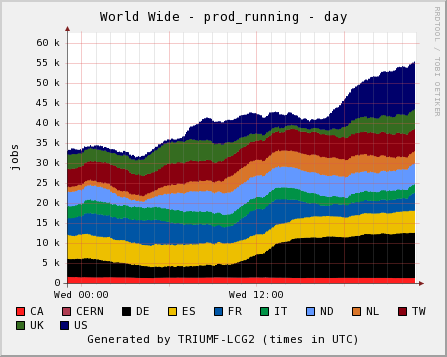 World Wide - prod_running - day
RRDTOOL / TOBI OETIKER
jobs
60 k
55 k
50 k
45 k
40 k
35 k
30 k
25 k
20 k
15 k
10 k
5 k
0
Wed 00:00 Wed 12:00
CA CERN DE ES FR IT ND NL TW
UK US
Generated by TRIUMF-LCG2 (times in UTC)